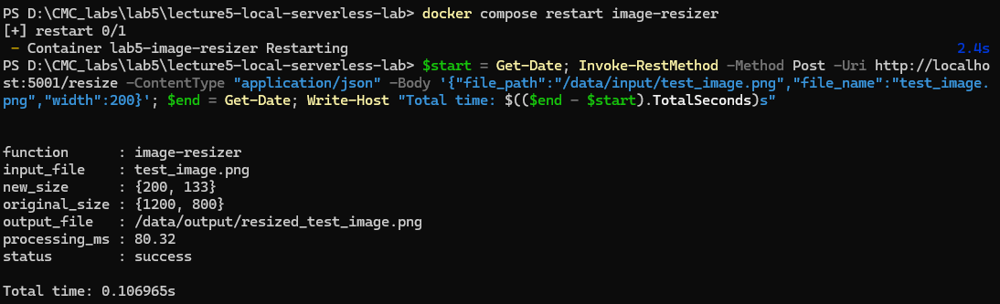 PS D:\CMC_labs\lab5\lecture5-local-serverless-lab> docker compose restart image-resizer
[+] restart 0/1
 - Container lab5-image-resizer Restarting 2.4s
PS D:\CMC_labs\lab5\lecture5-local-serverless-lab> $start = Get-Date; Invoke-RestMethod -Method Post -Uri http://localho
st:5001/resize -ContentType "application/json" -Body '{"file_path":"/data/input/test_image.png","file_name":"test_image.
png","width":200}'; $end = Get-Date; Write-Host "Total time: $(($end - $start).TotalSeconds)s"
function      : image-resizer
input_file    : test_image.png
new_size      : {200, 133}
original_size : {1200, 800}
output_file   : /data/output/resized_test_image.png
processing_ms : 80.32
status        : success
Total time: 0.106965s